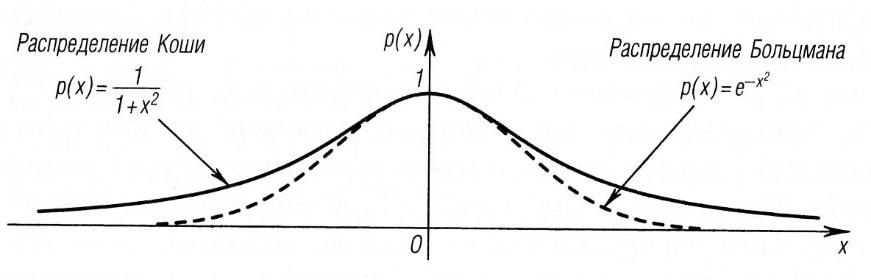 Распределение Коши
p(x)=1/(1+x²)
p(x)
1
Распределение Больцмана
p(x)=e^(−x²)
0
x